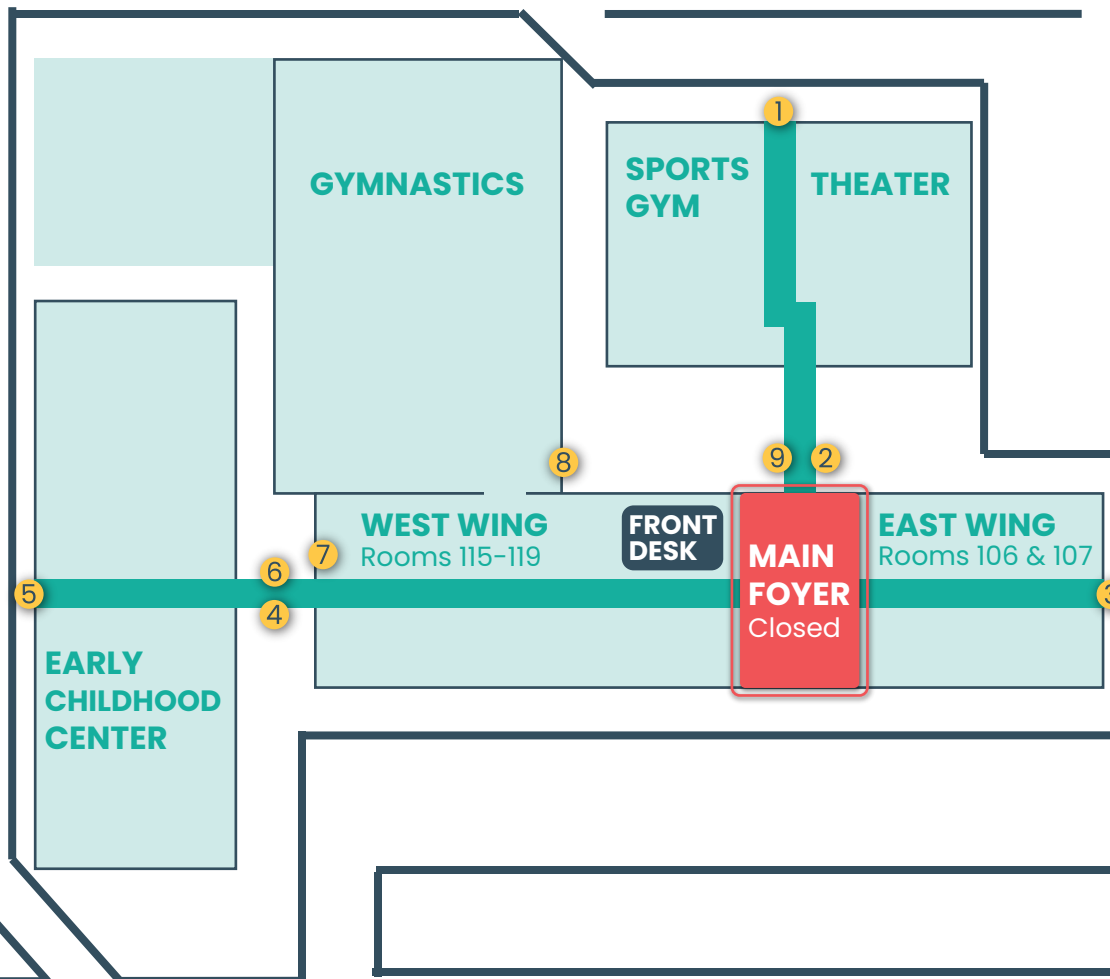 1
GYMNASTICS
SPORTS
GYM
THEATER
8
9
2
WEST WING
Rooms 115-119
FRONT
DESK
MAIN
FOYER
Closed
EAST WING
Rooms 106 & 107
7
6
5
4
3
EARLY
CHILDHOOD
CENTER